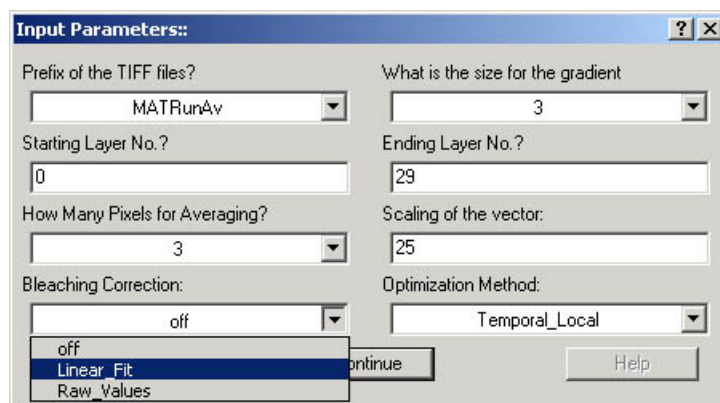 Input Parameters::
Prefix of the TIFF files?
What is the size for the gradient
MATRunAv
3
Starting Layer No.?
Ending Layer No.?
0
29
How Many Pixels for Averaging?
Scaling of the vector:
3
25
Bleaching Correction:
Optimization Method:
off
Temporal_Local
off
Linear_Fit
Raw_Values
ontinue
Help